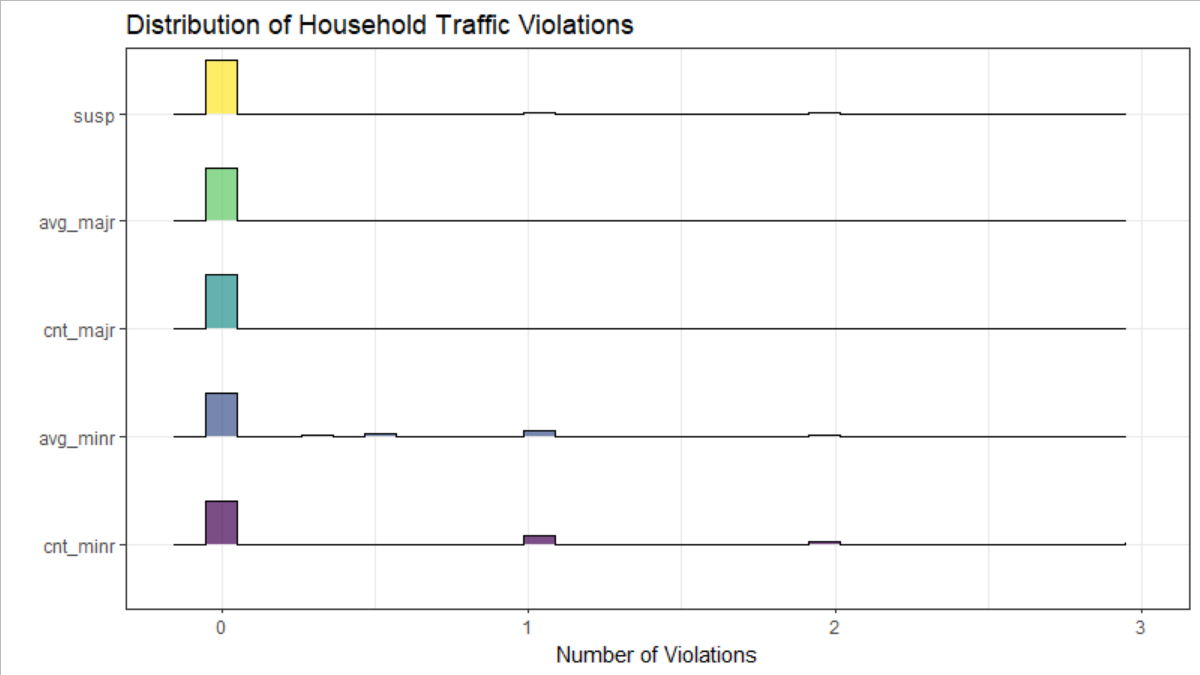 Distribution of Household Traffic Violations
susp
avg_majr
cnt_majr
avg_minr
cnt_minr
0 1 2 3
Number of Violations